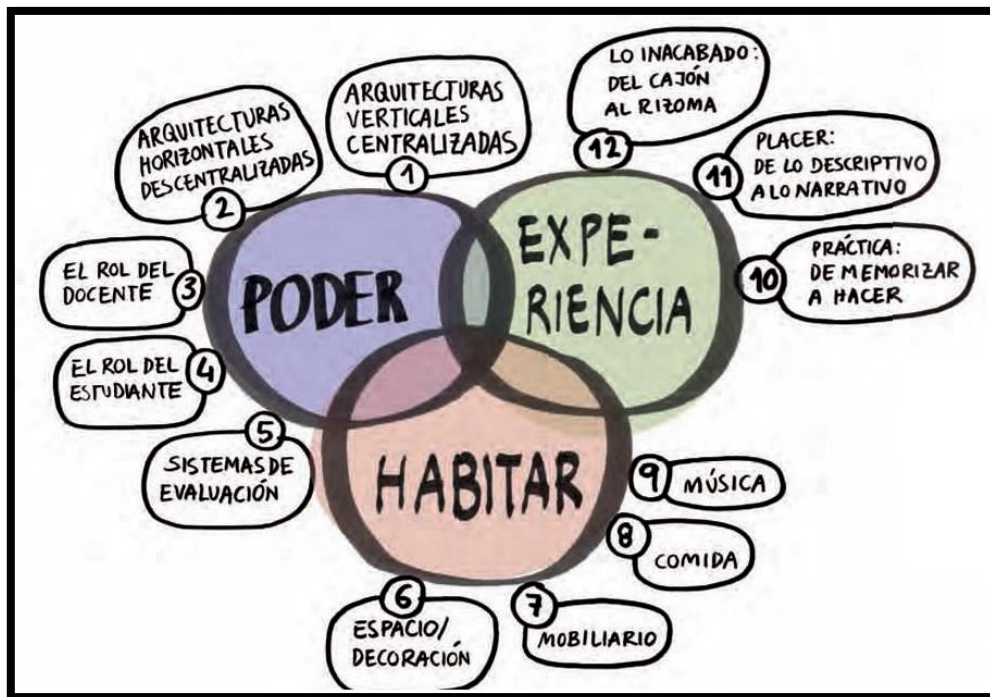 ARQUITECTURAS
VERTICALES
CENTRALIZADAS
1
ARQUITECTURAS
HORIZONTALES
DESCENTRALIZADAS
2
EL ROL DEL
DOCENTE
3
EL ROL DEL
ESTUDIANTE
4
5
SISTEMAS DE
EVALUACIÓN
6
ESPACIO/
DECORACIÓN
7
MOBILIARIO
8
COMIDA
9
MÚSICA
10
PRÁCTICA:
DE MEMORIZAR
A HACER
11
PLACER:
DE LO DESCRIPTIVO
A LO NARRATIVO
LO INACABADO:
DEL CAJÓN
AL RIZOMA
12
PODER
EXPE-
RIENCIA
HABITAR